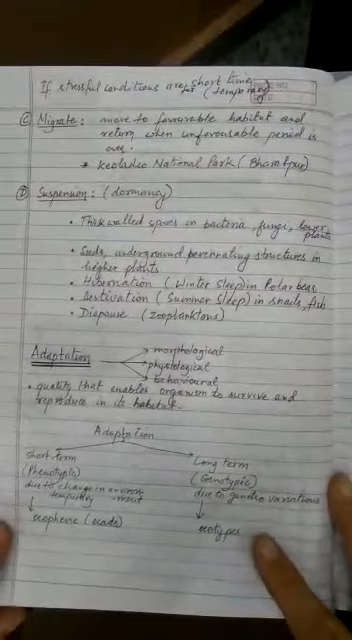 If stressful conditions are for short time
(temporary)
(C) Migrate: move to favourable habitat and
return when unfavourable period is
over.
* Keoladeo National Park (Bharatpur)
(D) Suspension: (dormancy)
• Thick walled spores in bacteria, fungi, lower
plants
• Seeds, underground perennating structures in
higher plants
• Hibernation (Winter Sleep) in Polar bears
• Aestivation (Summer Sleep) in snails, fish
• Diapause (zooplanktons)
Adaptation → morphological
→ physiological
→ behavioural
• quality that enables organism to survive and
reproduce in its habitat.
Adaptation
Short term
(Phenotypic)
due to change in environ
temporary ment
↓
ecophene (ecads)
Long term
(Genotypic)
due to genetic variations
↓
ecotypes